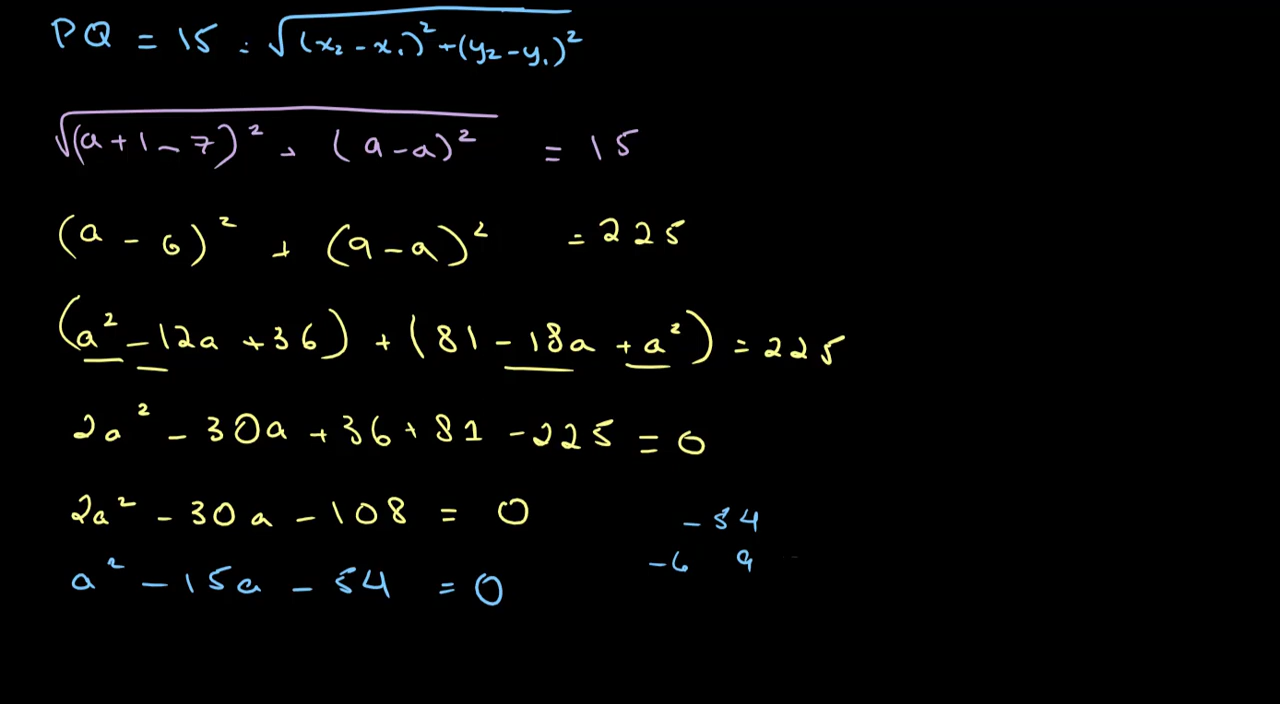 PQ = 15 = √(x₂ - x₁)² + (y₂ - y₁)²
√(a + 1 - 7)² + (9 - a)² = 15
(a - 6)² + (9 - a)² = 225
(a² - 12a + 36) + (81 - 18a + a²) = 225
2a² - 30a + 36 + 81 - 225 = 0
2a² - 30a - 108 = 0
- 54
a² - 15a - 54 = 0
-6 9